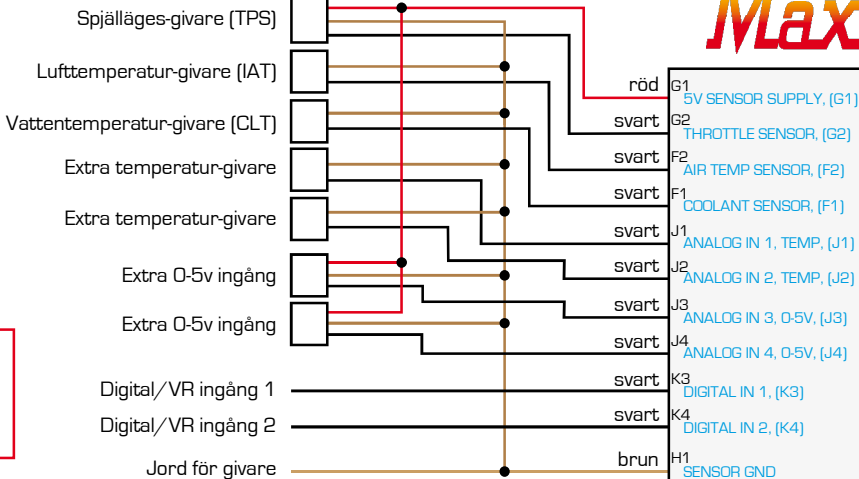 Max
Spjälläges-givare (TPS)
Lufttemperatur-givare (IAT)
Vattentemperatur-givare (CLT)
Extra temperatur-givare
Extra temperatur-givare
Extra 0-5v ingång
Extra 0-5v ingång
Digital/VR ingång 1
Digital/VR ingång 2
Jord för givare
röd G1
5V SENSOR SUPPLY, (G1)
svart G2
THROTTLE SENSOR, (G2)
svart F2
AIR TEMP SENSOR, (F2)
svart F1
COOLANT SENSOR, (F1)
svart J1
ANALOG IN 1, TEMP, (J1)
svart J2
ANALOG IN 2, TEMP, (J2)
svart J3
ANALOG IN 3, 0-5V, (J3)
svart J4
ANALOG IN 4, 0-5V, (J4)
svart K3
DIGITAL IN 1, (K3)
svart K4
DIGITAL IN 2, (K4)
brun H1
SENSOR GND